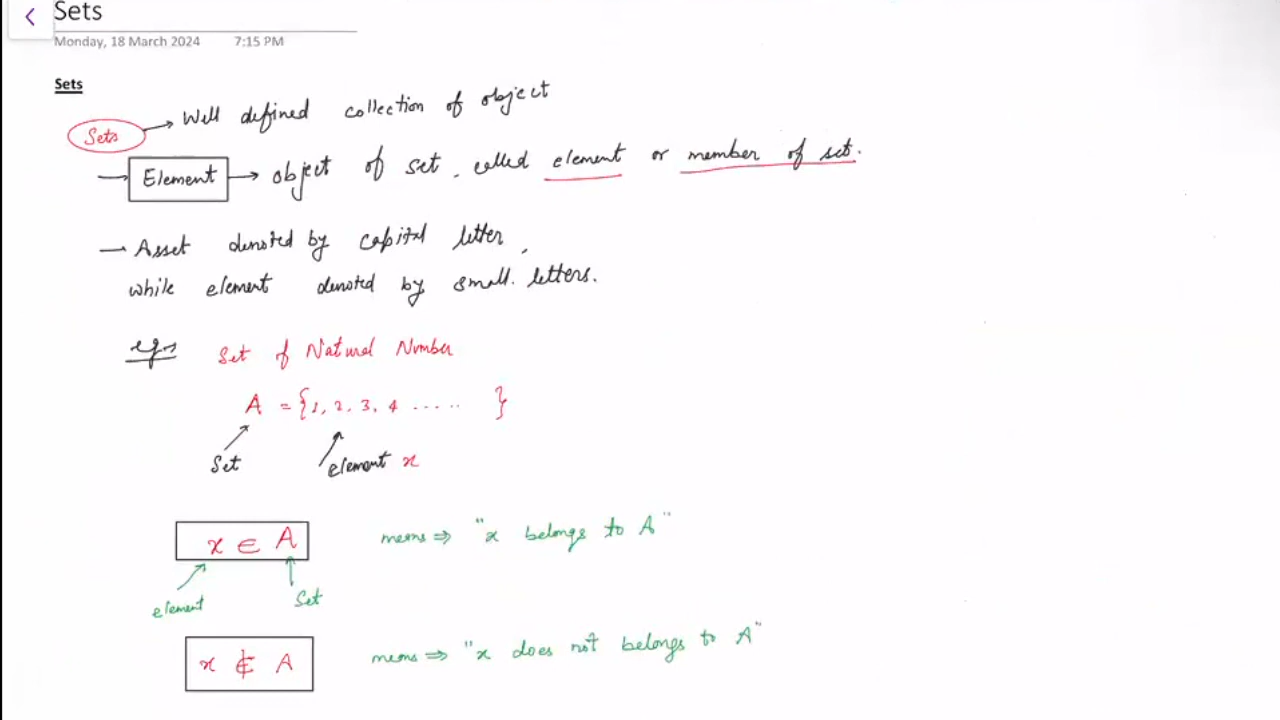 Sets
Monday, 18 March 2024 7:15 PM
Sets
Sets → Well defined collection of object
→ Element → object of set, called element or member of set.
— Asset denoted by capital letter,
while element denoted by small letters.
egs Set of Natural Number
A = {1, 2, 3, 4 ...... }
Set element x
x ∈ A means ⇒ "x belongs to A"
element Set
x ∉ A means ⇒ "x does not belongs to A"